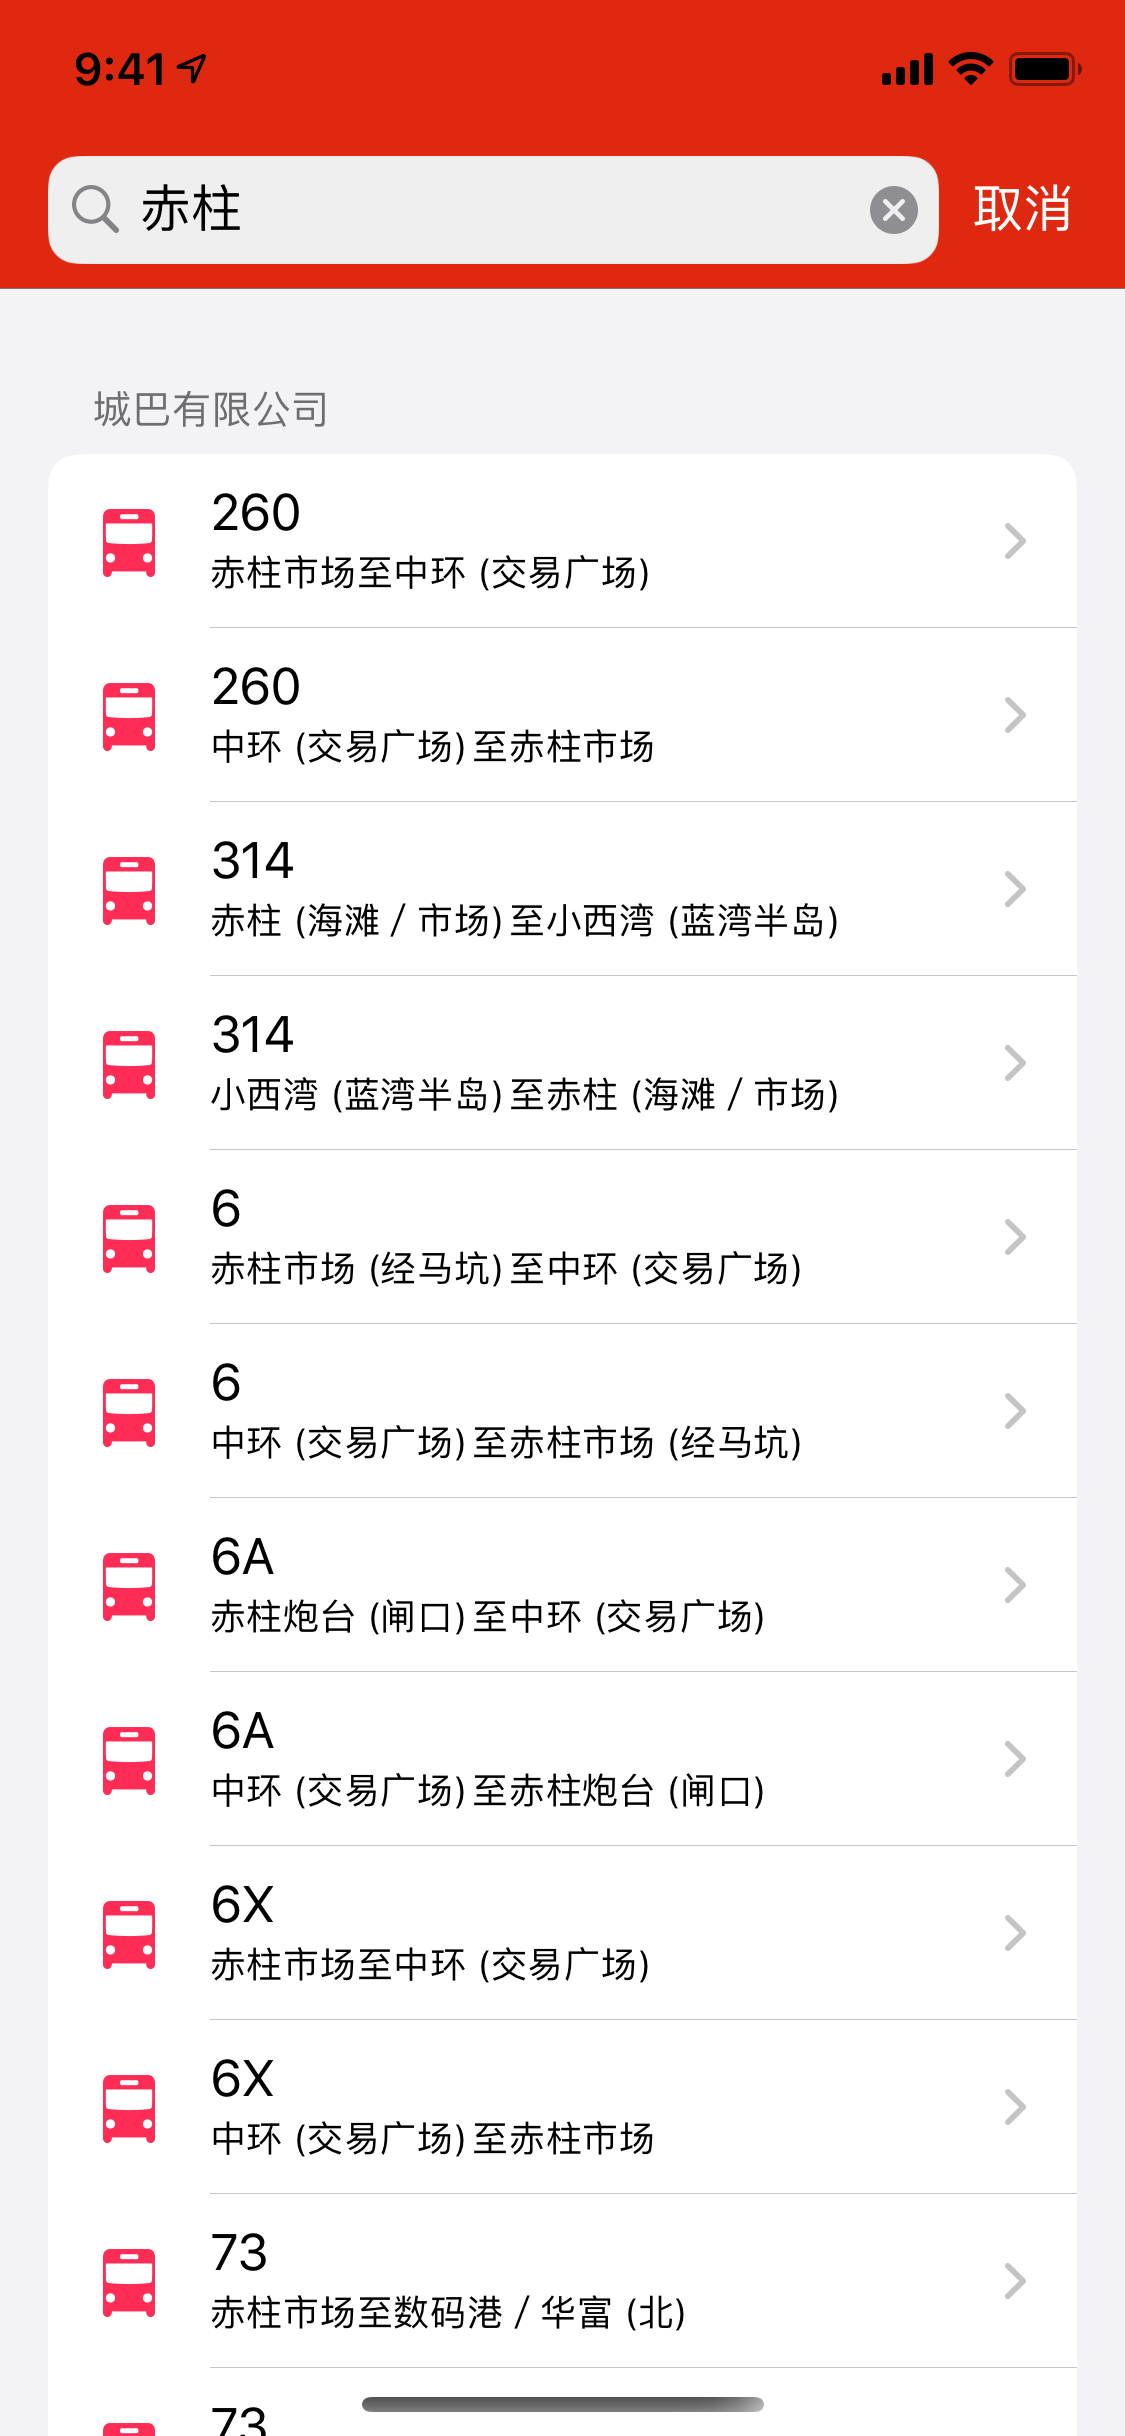 9:41
赤柱
取消
城巴有限公司
260
赤柱市场至中环 (交易广场)
260
中环 (交易广场) 至赤柱市场
314
赤柱 (海滩 / 市场) 至小西湾 (蓝湾半岛)
314
小西湾 (蓝湾半岛) 至赤柱 (海滩 / 市场)
6
赤柱市场 (经马坑) 至中环 (交易广场)
6
中环 (交易广场) 至赤柱市场 (经马坑)
6A
赤柱炮台 (闸口) 至中环 (交易广场)
6A
中环 (交易广场) 至赤柱炮台 (闸口)
6X
赤柱市场至中环 (交易广场)
6X
中环 (交易广场) 至赤柱市场
73
赤柱市场至数码港 / 华富 (北)
73